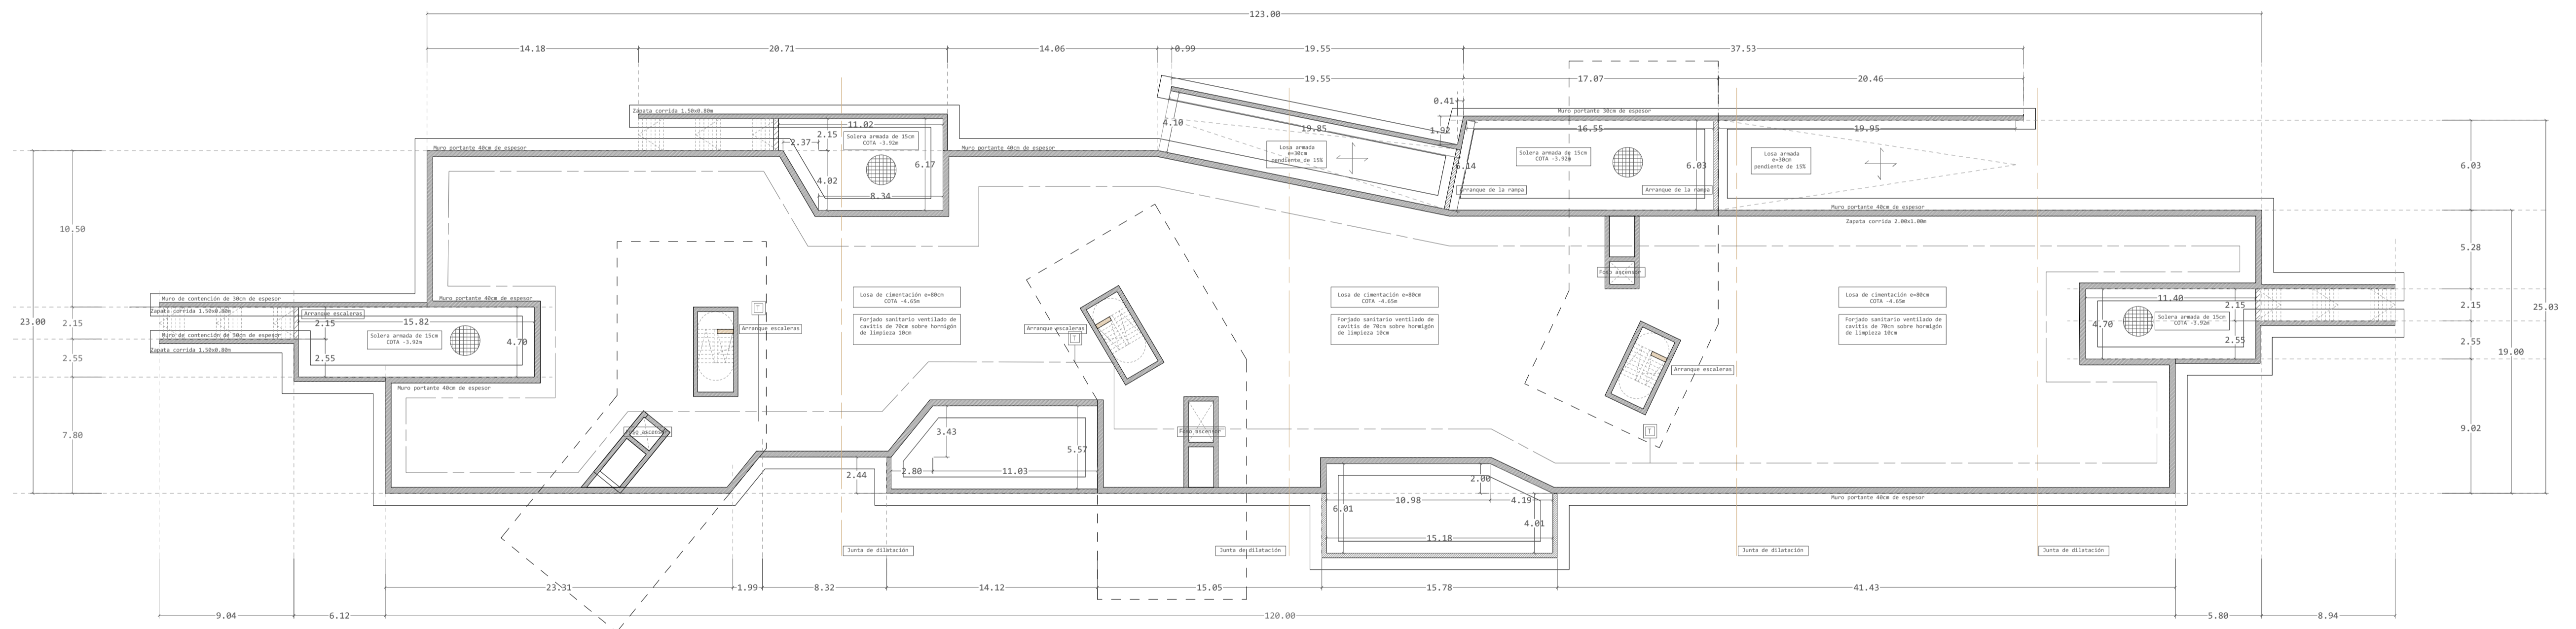 123.00
14.18
20.71
14.06
0.99
19.55
37.53
19.55
17.07
20.46
0.41
Zapata corrida 1.50x0.80m
Muro portante 30cm de espesor
11.02
2.15
Solera armada de 15cm
COTA -3.92m
4.10
19.85
1.92
16.55
19.95
2.37
Muro portante 40cm de espesor
Muro portante 40cm de espesor
Losa armada
e=30cm
pendiente de 15%
Solera armada de 15cm
COTA -3.92m
Losa armada
e=30cm
pendiente de 15%
6.17
6.14
6.03
6.03
4.02
8.34
Arranque de la rampa
Arranque de la rampa
Muro portante 40cm de espesor
Zapata corrida 2.00x1.00m
10.50
5.28
Foso ascensor
Muro de contención de 30cm de espesor
Muro portante 40cm de espesor
Losa de cimentación e=80cm
COTA -4.65m
Losa de cimentación e=80cm
COTA -4.65m
Losa de cimentación e=80cm
COTA -4.65m
11.40
2.15
2.15
25.03
Zapata corrida 1.50x0.80m
Arranque escaleras
T
23.00
2.15
2.15
15.82
Forjado sanitario ventilado de
cavitis de 70cm sobre hormigón
de limpieza 10cm
Forjado sanitario ventilado de
cavitis de 70cm sobre hormigón
de limpieza 10cm
Forjado sanitario ventilado de
cavitis de 70cm sobre hormigón
de limpieza 10cm
4.70
Solera armada de 15cm
COTA -3.92m
Arranque escaleras
Arranque escaleras
T
Muro de contención de 30cm de espesor
Solera armada de 15cm
COTA -3.92m
4.70
2.55
2.55
19.00
Zapata corrida 1.50x0.80m
2.55
2.55
Arranque escaleras
Muro portante 40cm de espesor
7.80
Foso ascensor
3.43
5.57
Foso ascensor
T
9.02
2.44
2.80
11.03
2.00
10.98
4.19
Muro portante 40cm de espesor
6.01
4.01
15.18
Junta de dilatación
Junta de dilatación
Junta de dilatación
Junta de dilatación
23.31
1.99
8.32
14.12
15.05
15.78
41.43
9.04
6.12
120.00
5.80
8.94